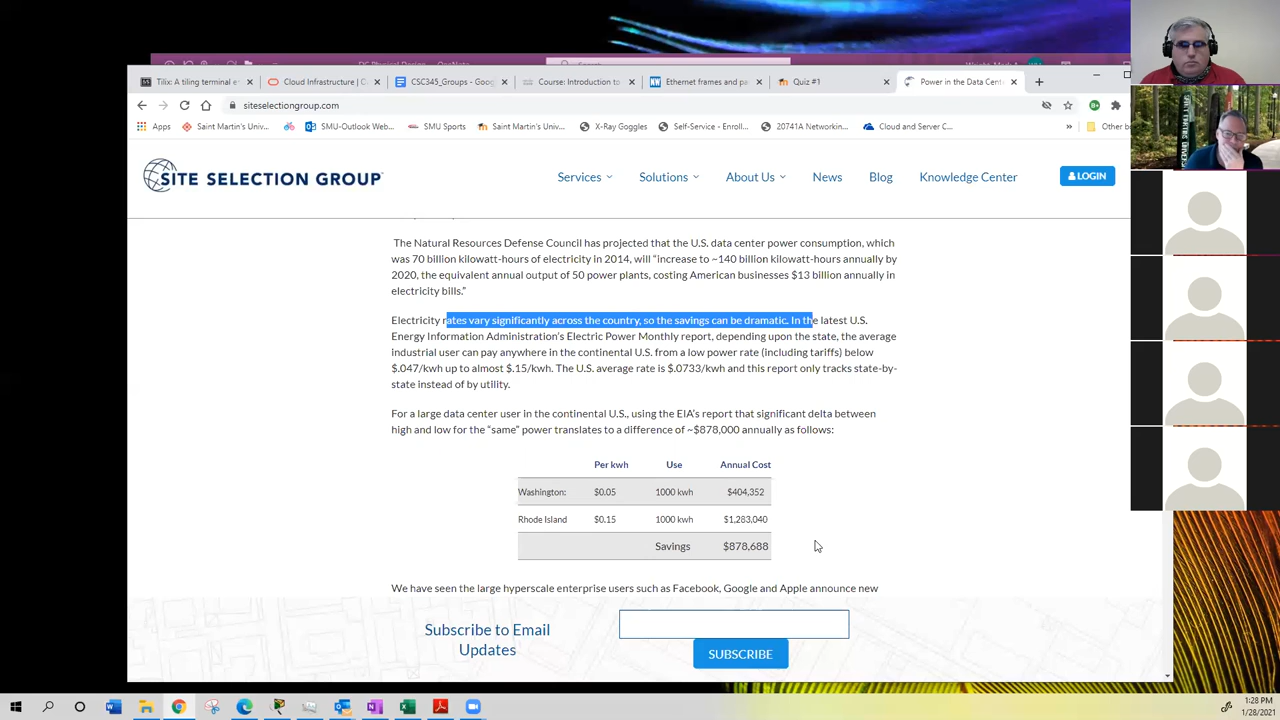 Search
Tilix: A tiling terminal e
Cloud Infrastructure | C
CSC345_Groups - Goog
Course: Introduction to
Ethernet frames and pa
Quiz #1
Power in the Data Cent
siteselectiongroup.com
Apps
Saint Martin's Univ...
SMU-Outlook Web...
SMU Sports
Saint Martin's Univ...
X-Ray Goggles
Self-Service - Enroll...
20741A Networkin...
Cloud and Server C...
»
Other bo
SITE SELECTION GROUP
Services
Solutions
About Us
News
Blog
Knowledge Center
LOGIN
The Natural Resources Defense Council has projected that the U.S. data center power consumption, which
was 70 billion kilowatt-hours of electricity in 2014, will “increase to ~140 billion kilowatt-hours annually by
2020, the equivalent annual output of 50 power plants, costing American businesses $13 billion annually in
electricity bills.”
Electricity rates vary significantly across the country, so the savings can be dramatic. In the latest U.S.
Energy Information Administration’s Electric Power Monthly report, depending upon the state, the average
industrial user can pay anywhere in the continental U.S. from a low power rate (including tariffs) below
$.047/kwh up to almost $.15/kwh. The U.S. average rate is $.0733/kwh and this report only tracks state-by-
state instead of by utility.
For a large data center user in the continental U.S., using the EIA’s report that significant delta between
high and low for the “same” power translates to a difference of ~$878,000 annually as follows:
Per kwh Use Annual Cost
Washington: $0.05 1000 kwh $404,352
Rhode Island $0.15 1000 kwh $1,283,040
Savings $878,688
We have seen the large hyperscale enterprise users such as Facebook, Google and Apple announce new
Subscribe to Email
Updates
SUBSCRIBE
1:28 PM
1/28/2021